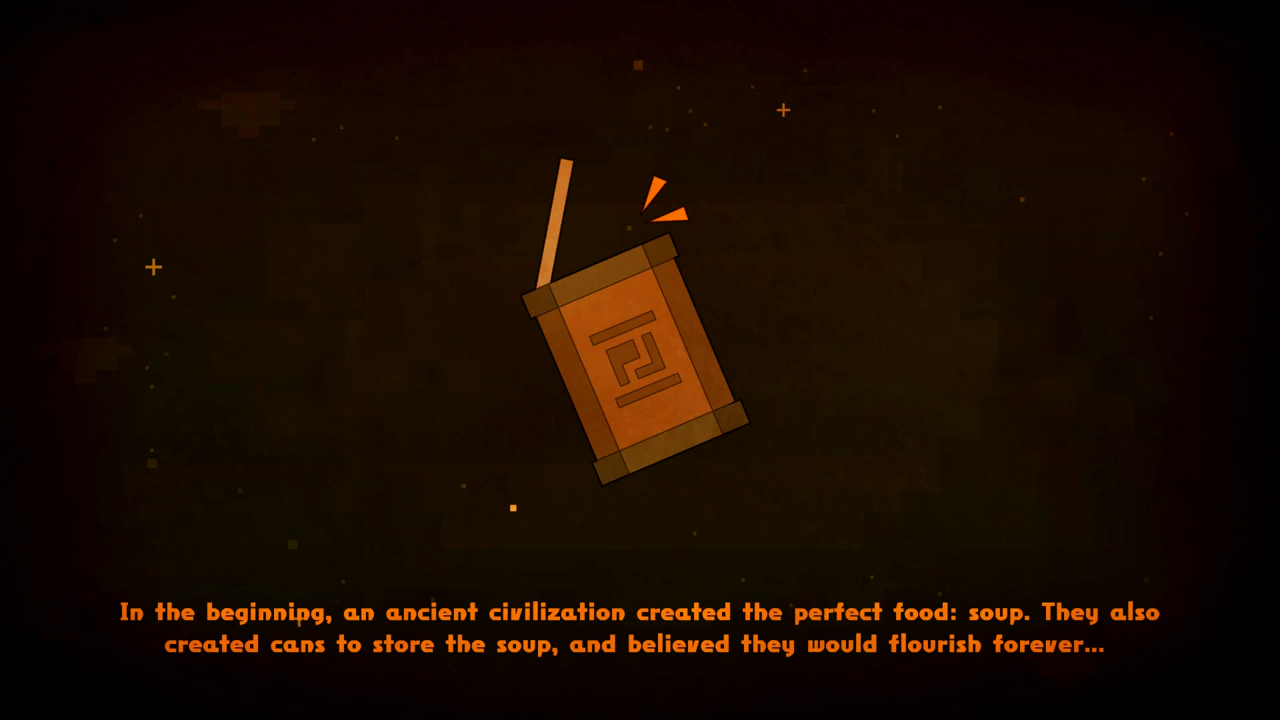 In the beginning, an ancient civilization created the perfect food: soup. They also
created cans to store the soup, and believed they would flourish forever...